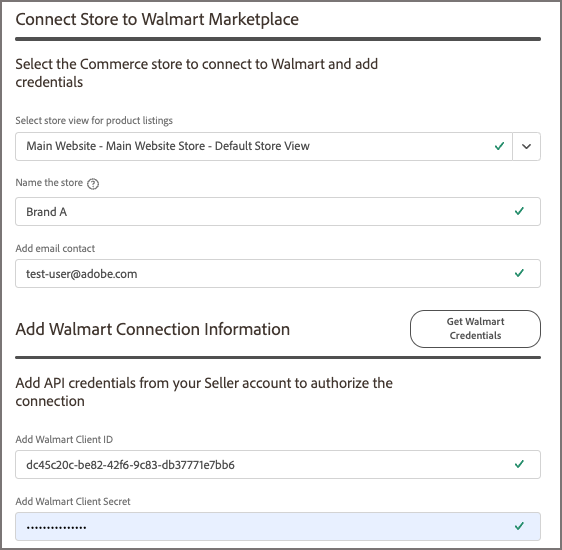 Connect Store to Walmart Marketplace
Select the Commerce store to connect to Walmart and add
credentials
Select store view for product listings
Main Website - Main Website Store - Default Store View
Name the store ?
Brand A
Add email contact
test-user@adobe.com
Add Walmart Connection Information
Get Walmart
Credentials
Add API credentials from your Seller account to authorize the
connection
Add Walmart Client ID
dc45c20c-be82-42f6-9c83-db37771e7bb6
Add Walmart Client Secret
•••••••••••••••